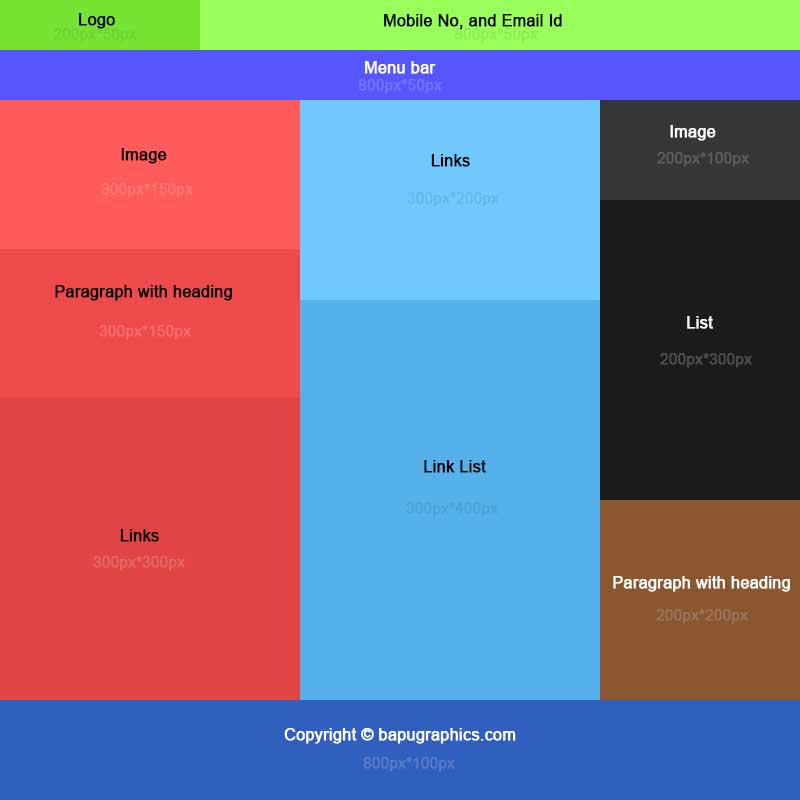 Logo
200px*50px
Mobile No, and Email Id
800px*50px
Menu bar
800px*50px
Image
300px*150px
Paragraph with heading
300px*150px
Links
300px*300px
Links
300px*200px
Link List
300px*400px
Image
200px*100px
List
200px*300px
Paragraph with heading
200px*200px
Copyright © bapugraphics.com
800px*100px